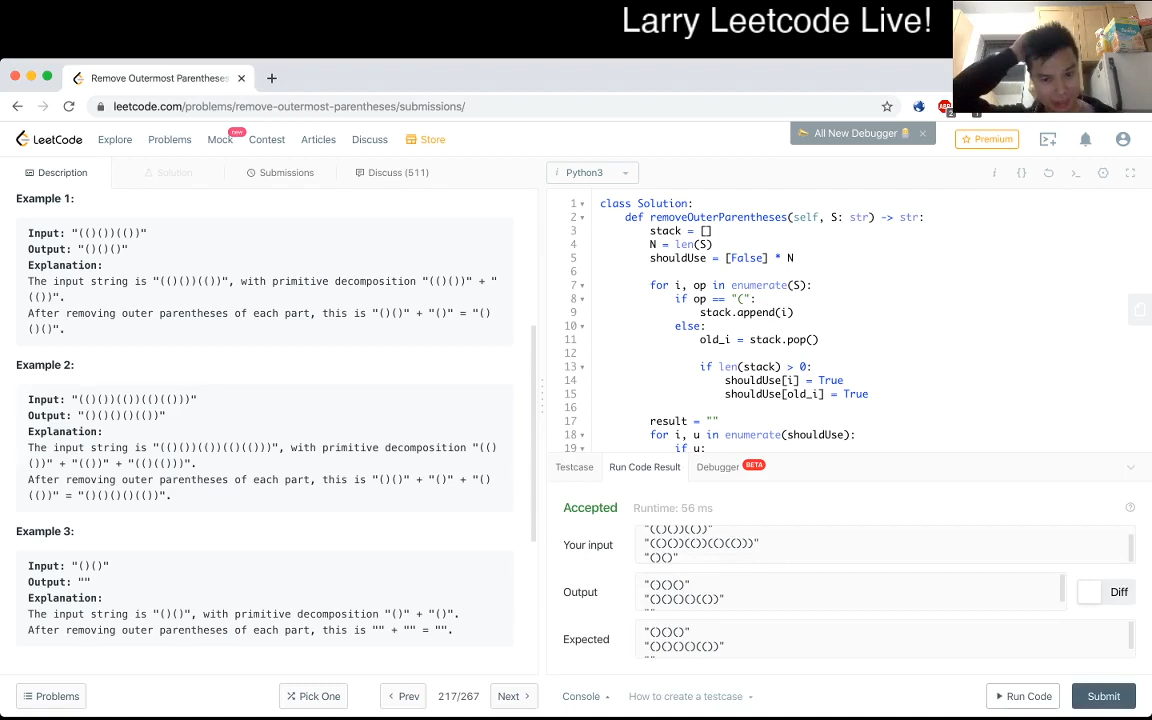 Larry Leetcode Live!
Remove Outermost Parentheses
leetcode.com/problems/remove-outermost-parentheses/submissions/
LeetCode Explore Problems Mock new Contest Articles Discuss Store
All New Debugger
Premium
Description Solution Submissions Discuss (511)
i Python3
Example 1:
Input: "(()())(())"
Output: "()()()"
Explanation:
The input string is "(()())(())", with primitive decomposition "(()())" + "
(())".
After removing outer parentheses of each part, this is "()()" + "()" = "()
()()".
Example 2:
Input: "(()())(())(()(()))"
Output: "()()()()(())"
Explanation:
The input string is "(()())(())(()(()))", with primitive decomposition "(()
())" + "(())" + "(()(()))".
After removing outer parentheses of each part, this is "()()" + "()" + "()
(())" = "()()()()(())".
Example 3:
Input: "()()"
Output: ""
Explanation:
The input string is "()()", with primitive decomposition "()" + "()".
After removing outer parentheses of each part, this is "" + "" = "".
1 class Solution:
2 def removeOuterParentheses(self, S: str) -> str:
3 stack = []
4 N = len(S)
5 shouldUse = [False] * N
6
7 for i, op in enumerate(S):
8 if op == "(":
9 stack.append(i)
10 else:
11 old_i = stack.pop()
12
13 if len(stack) > 0:
14 shouldUse[i] = True
15 shouldUse[old_i] = True
16
17 result = ""
18 for i, u in enumerate(shouldUse):
19 if u:
Testcase Run Code Result Debugger BETA
Accepted Runtime: 56 ms
Your input
"(()())(())"
"(()())(())(()(()))"
"()()"
Output
"()()()"
"()()()()(())"
""
Diff
Expected
"()()()"
"()()()()(())"
""
Problems Pick One Prev 217/267 Next Console How to create a testcase Run Code Submit